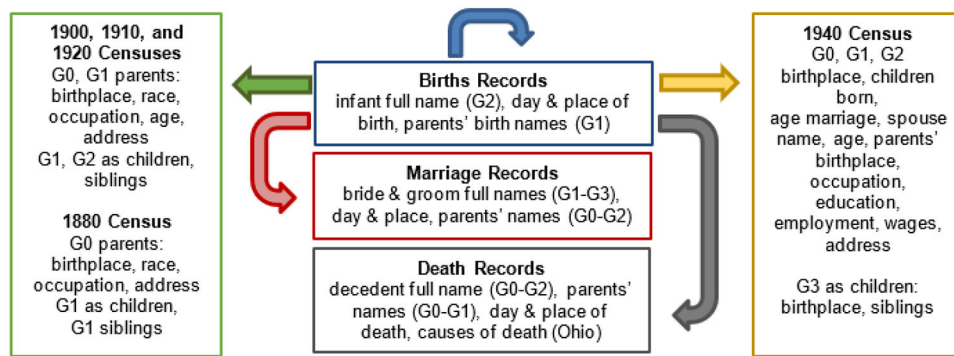 1900, 1910, and
1920 Censuses
G0, G1 parents:
birthplace, race,
occupation, age,
address
G1, G2 as children,
siblings
1880 Census
G0 parents:
birthplace, race,
occupation, address
G1 as children,
G1 siblings
Births Records
infant full name (G2), day & place of
birth, parents' birth names (G1)
Marriage Records
bride & groom full names (G1-G3),
day & place, parents' names (G0-G2)
Death Records
decedent full name (G0-G2), parents'
names (G0-G1), day & place of
death, causes of death (Ohio)
1940 Census
G0, G1, G2
birthplace, children
born,
age marriage, spouse
name, age, parents'
birthplace,
occupation,
education,
employment, wages,
address
G3 as children:
birthplace, siblings